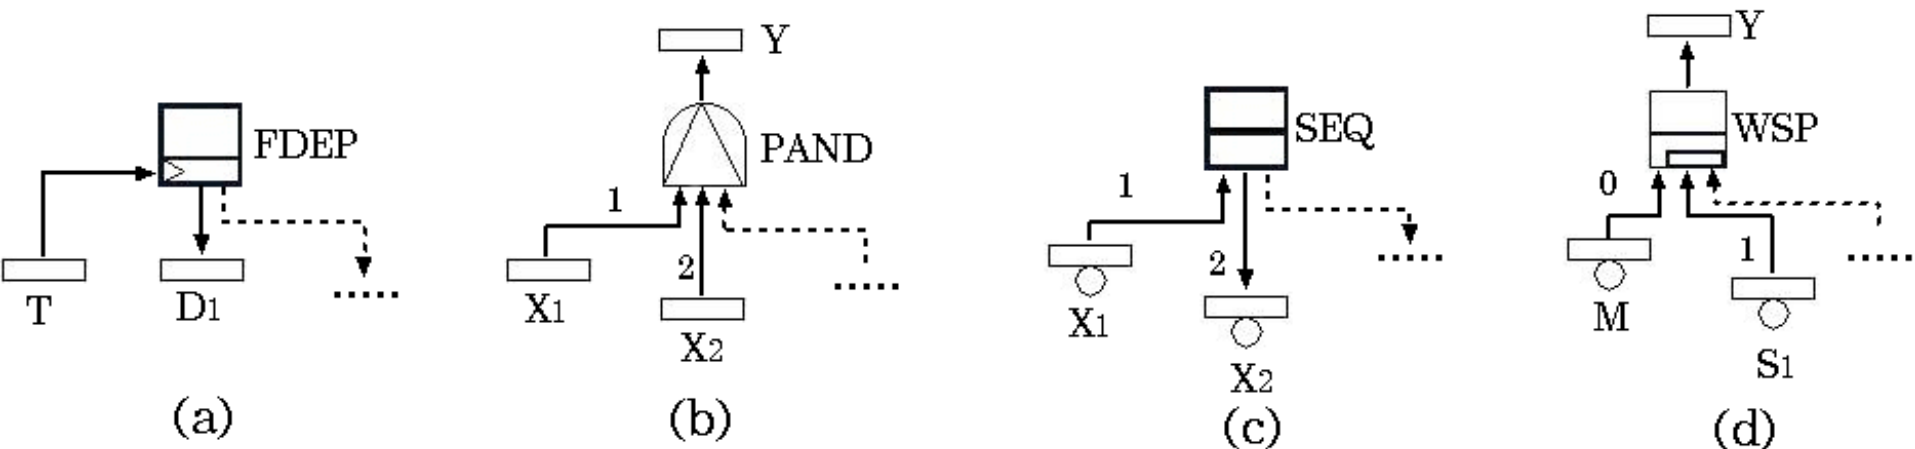 FDEP
T
D1
(a)
Y
PAND
1
2
X1
X2
(b)
SEQ
1
2
X1
X2
(c)
Y
WSP
0
1
M
S1
(d)